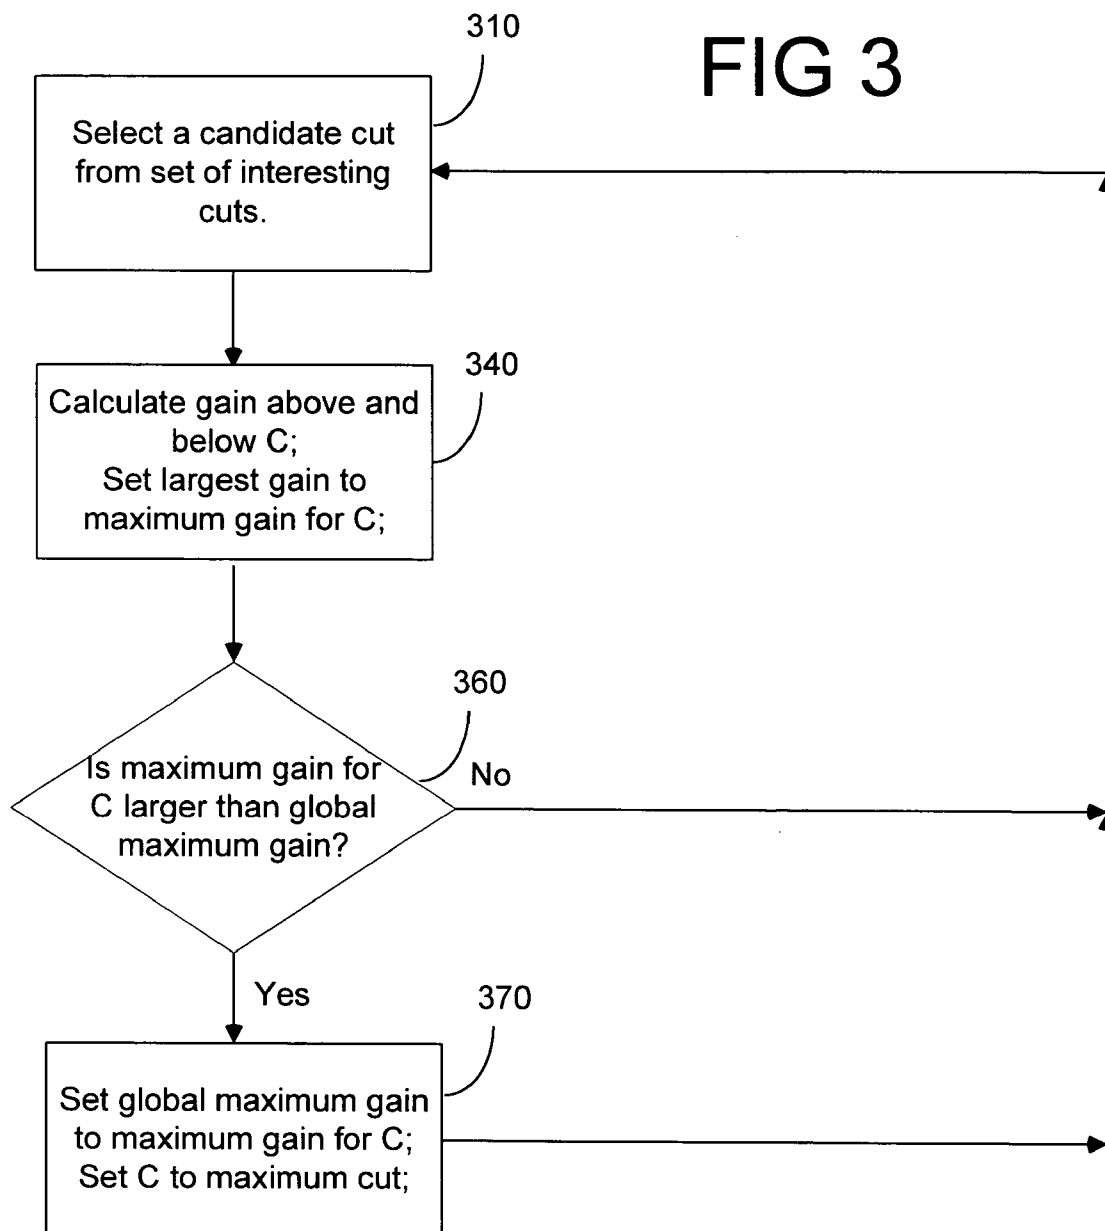 310
FIG 3
Select a candidate cut
from set of interesting
cuts.
340
Calculate gain above and
below C;
Set largest gain to
maximum gain for C;
360
Is maximum gain for
C larger than global
maximum gain?
No
Yes
370
Set global maximum gain
to maximum gain for C;
Set C to maximum cut;